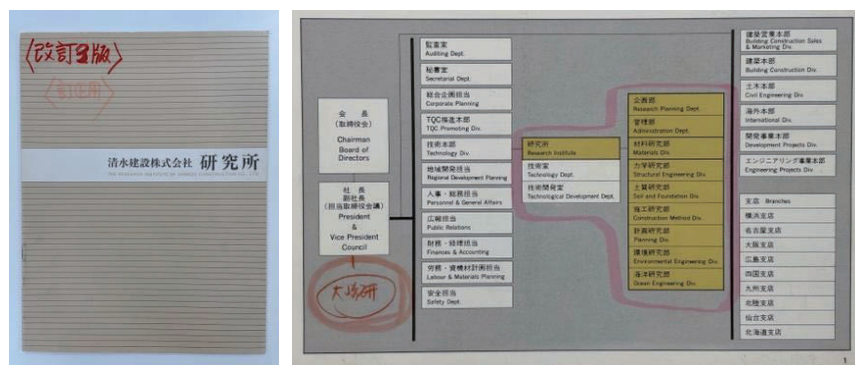 〈改訂2版〉
〈訂正用〉
清水建設株式会社 研究所
THE RESEARCH INSTITUTE OF SHIMIZU CONSTRUCTION CO., LTD.
会長
(取締役会)
Chairman
Board of
Directors
社長
副社長
(担当取締役会議)
President
&
Vice President
Council
大崎研
監査室
Auditing Dept.
秘書室
Secretarial Dept.
総合企画担当
Corporate Planning
TQC推進本部
TQC Promoting Div.
技術本部
Technology Div.
地域開発担当
Regional Development Planning
人事・総務担当
Personnel & General Affairs
広報担当
Public Relations
財務・経理担当
Finances & Accounting
労務・資機材計画担当
Labour & Materials Planning
安全担当
Safety Dept.
研究所
Research Institute
技術室
Technology Dept.
技術開発室
Technological Development Dept.
企画部
Research Planning Dept.
管理部
Administration Dept.
材料研究部
Materials Div.
力学研究部
Structural Engineering Div.
土質研究部
Soil and Foundation Div.
施工研究部
Construction Method Div.
計画研究部
Planning Div.
環境研究部
Environmental Engineering Div.
海洋研究部
Ocean Engineering Div.
建築営業本部
Building Construction Sales
& Marketing Div.
建築本部
Building Construction Div.
土木本部
Civil Engineering Div.
海外本部
International Div.
開発事業本部
Development Projects Div.
エンジニアリング事業本部
Engineering Projects Div.
支店 Branches
横浜支店
名古屋支店
大阪支店
広島支店
四国支店
九州支店
北陸支店
仙台支店
北海道支店
1